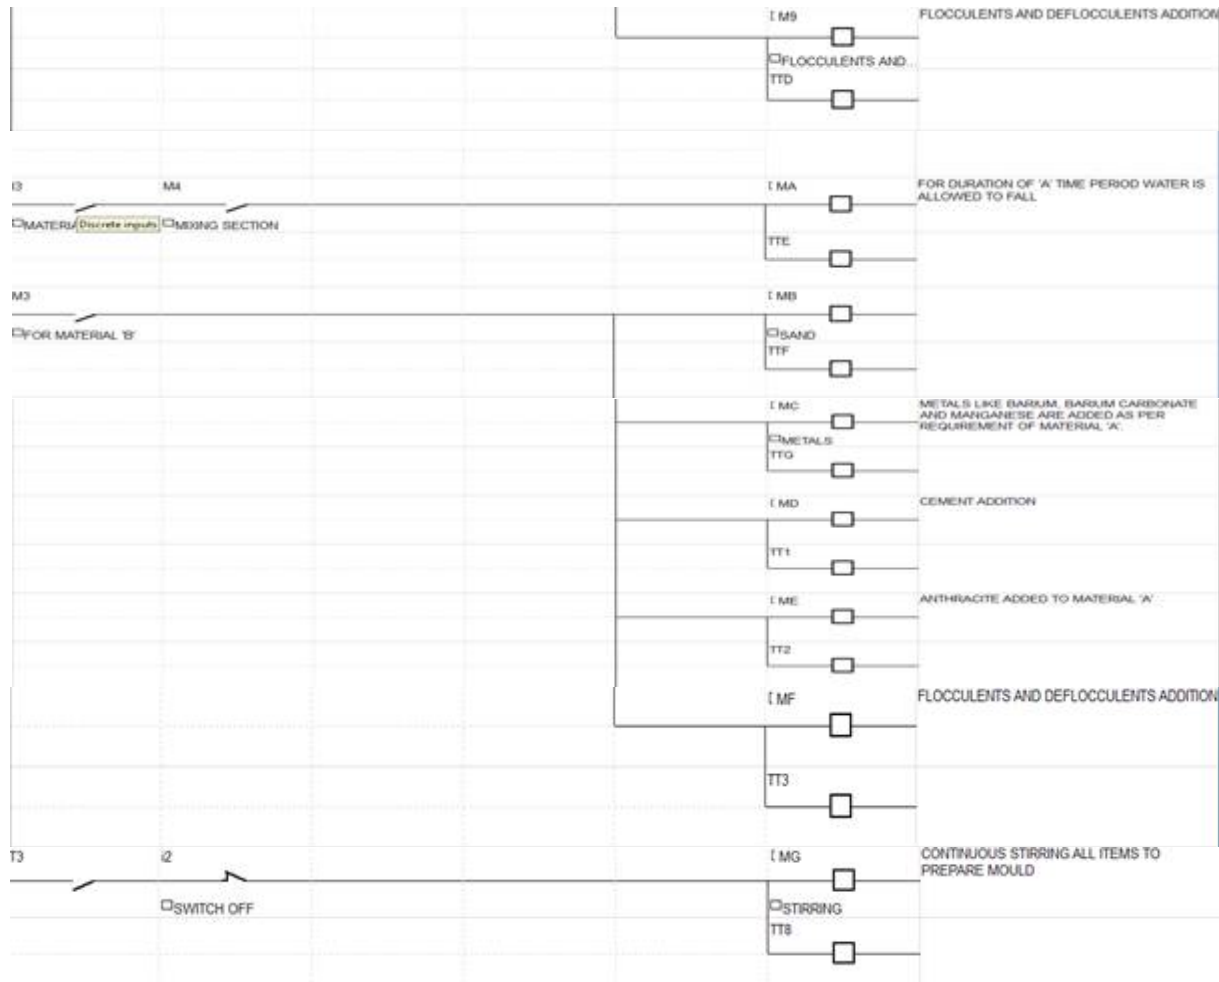 [ M9
FLOCCULENTS AND DEFLOCCULENTS ADDITION
FLOCCULENTS AND...
TTD
I3
M4
[ MA
FOR DURATION OF 'A' TIME PERIOD WATER IS
ALLOWED TO FALL
MATERIA
Discrete inputs
MIXING SECTION
TTE
M3
[ MB
FOR MATERIAL 'B'
SAND
TTF
[ MC
METALS LIKE BARIUM, BARIUM CARBONATE
AND MANGANESE ARE ADDED AS PER
REQUIREMENT OF MATERIAL 'A'.
METALS
TTG
[ MD
CEMENT ADDITION
TT1
[ ME
ANTHRACITE ADDED TO MATERIAL 'A'
TT2
[ MF
FLOCCULENTS AND DEFLOCCULENTS ADDITION
TT3
T3
i2
[ MG
CONTINUOUS STIRRING ALL ITEMS TO
PREPARE MOULD
SWITCH OFF
STIRRING
TT8